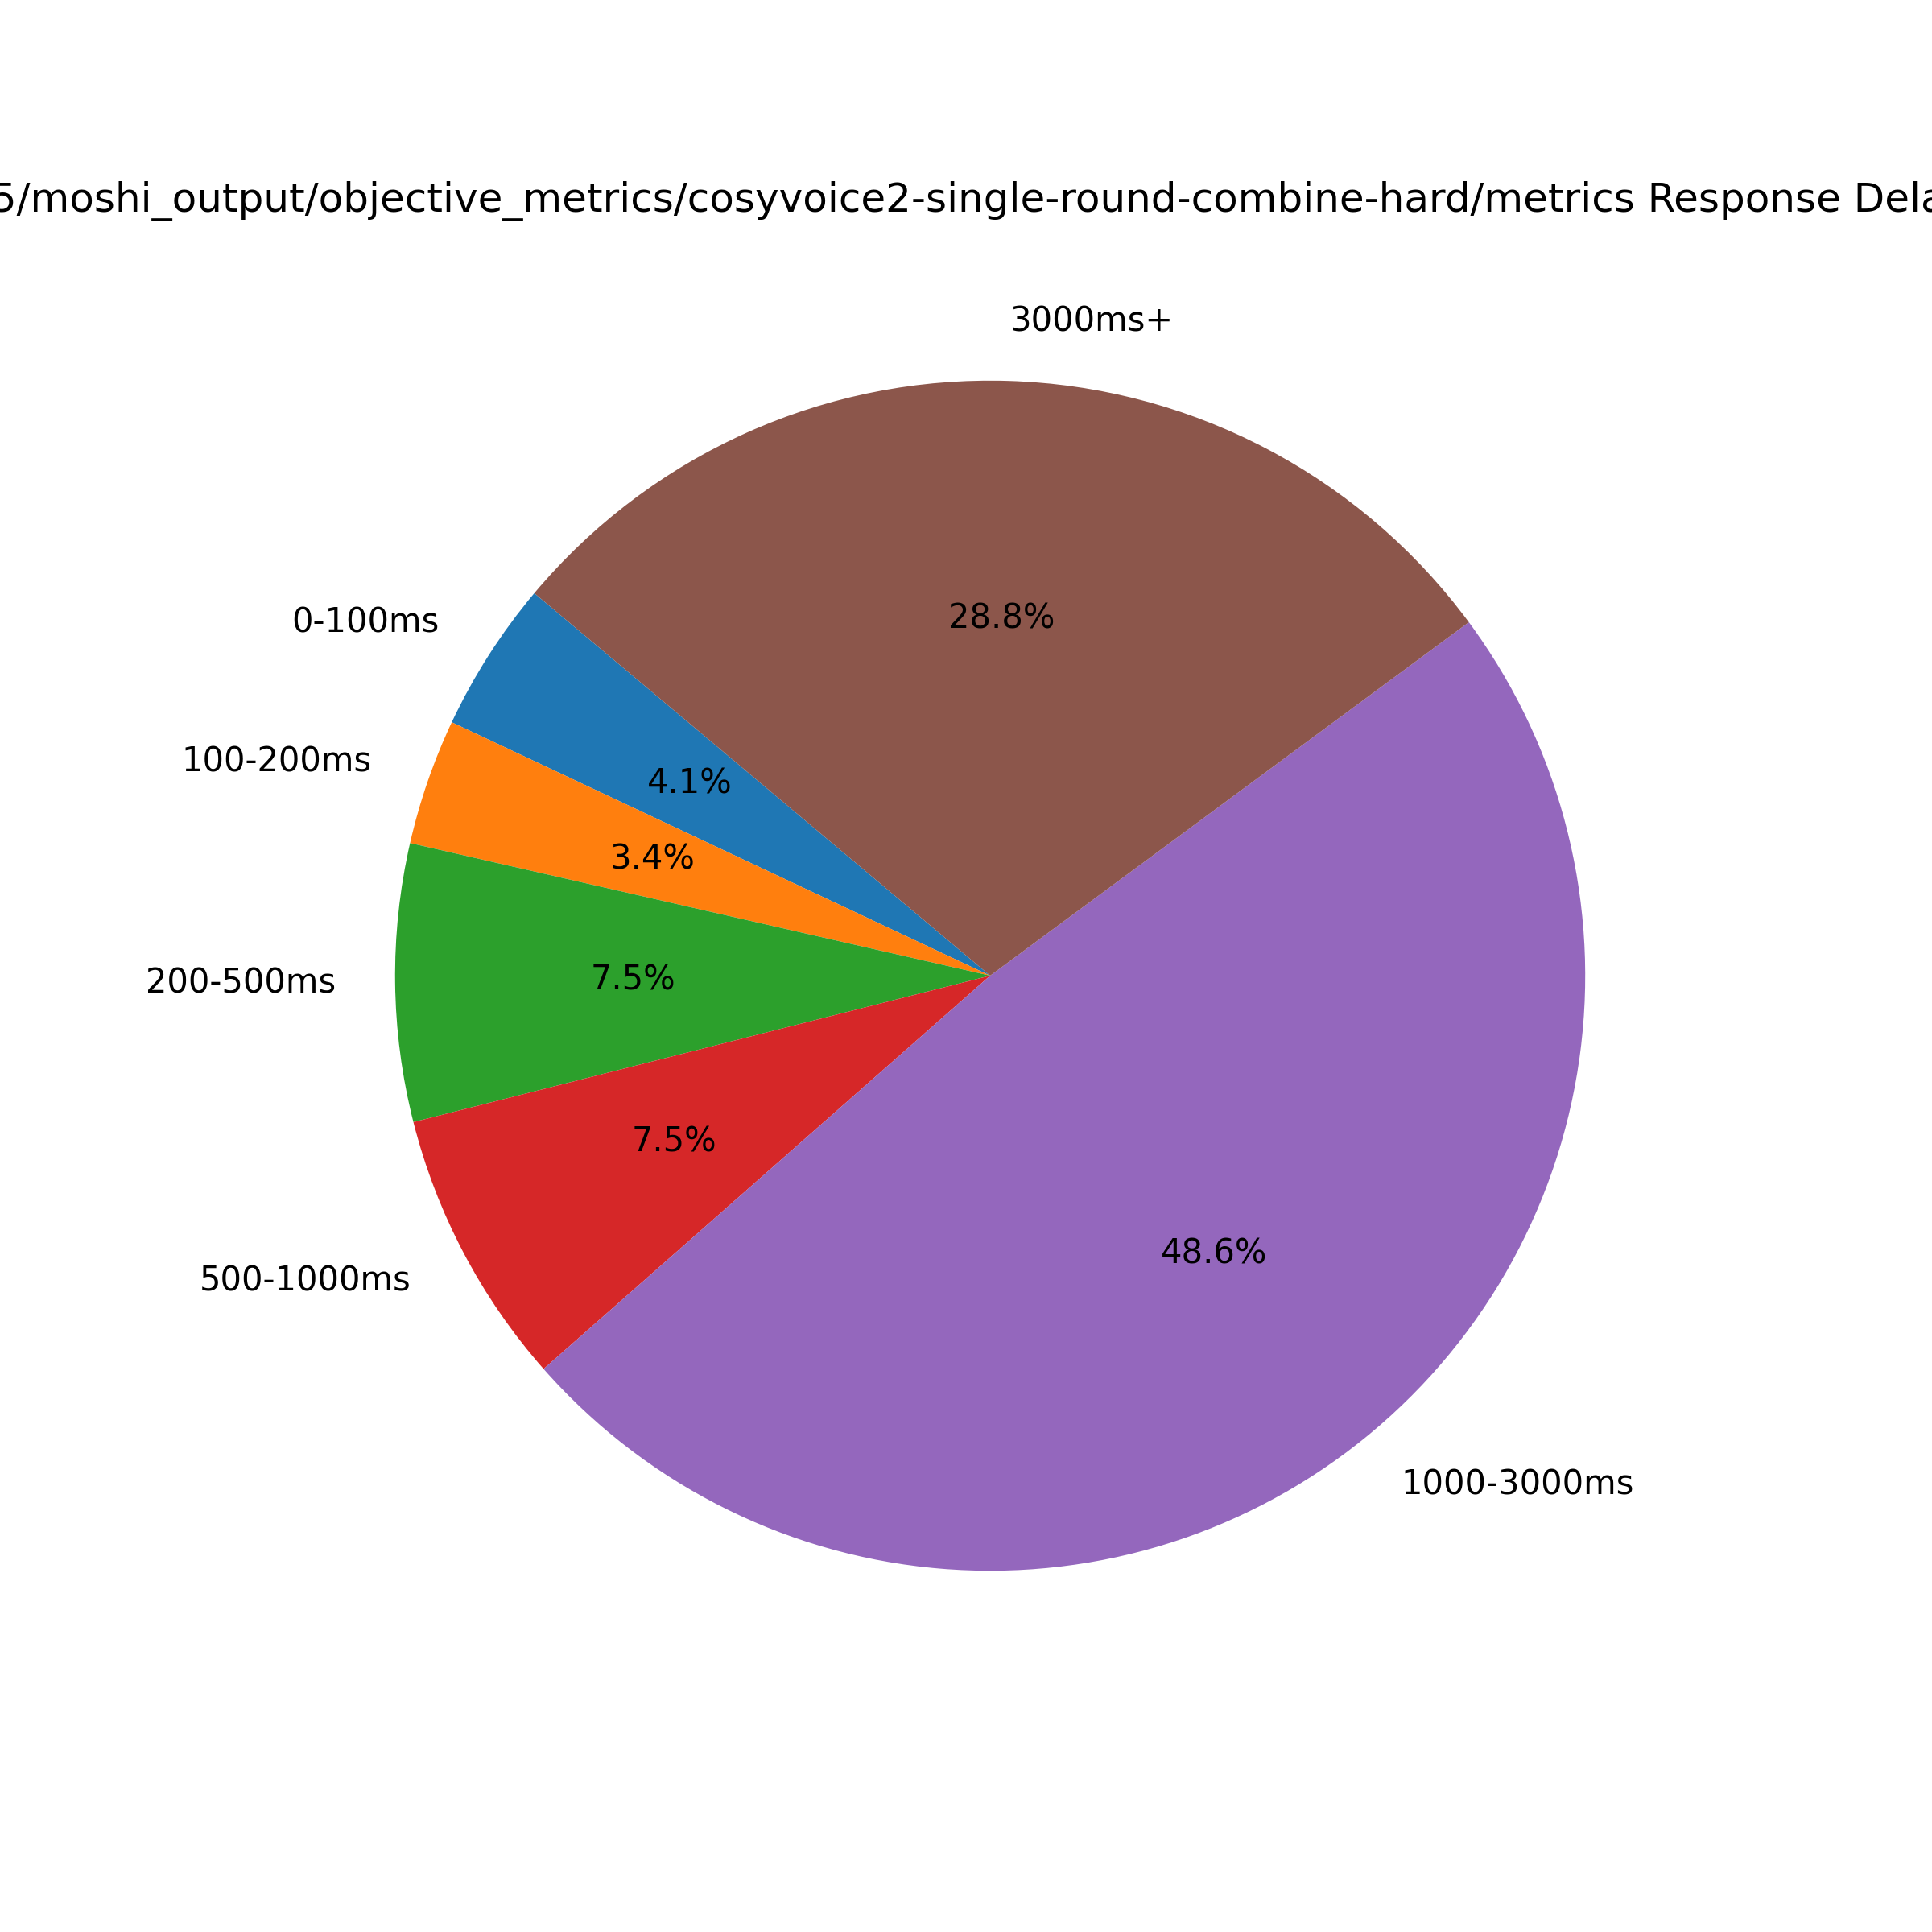 5/moshi_output/objective_metrics/cosyvoice2-single-round-combine-hard/metrics Response Dela
3000ms+
28.8%
0-100ms
4.1%
100-200ms
3.4%
200-500ms
7.5%
500-1000ms
7.5%
48.6%
1000-3000ms